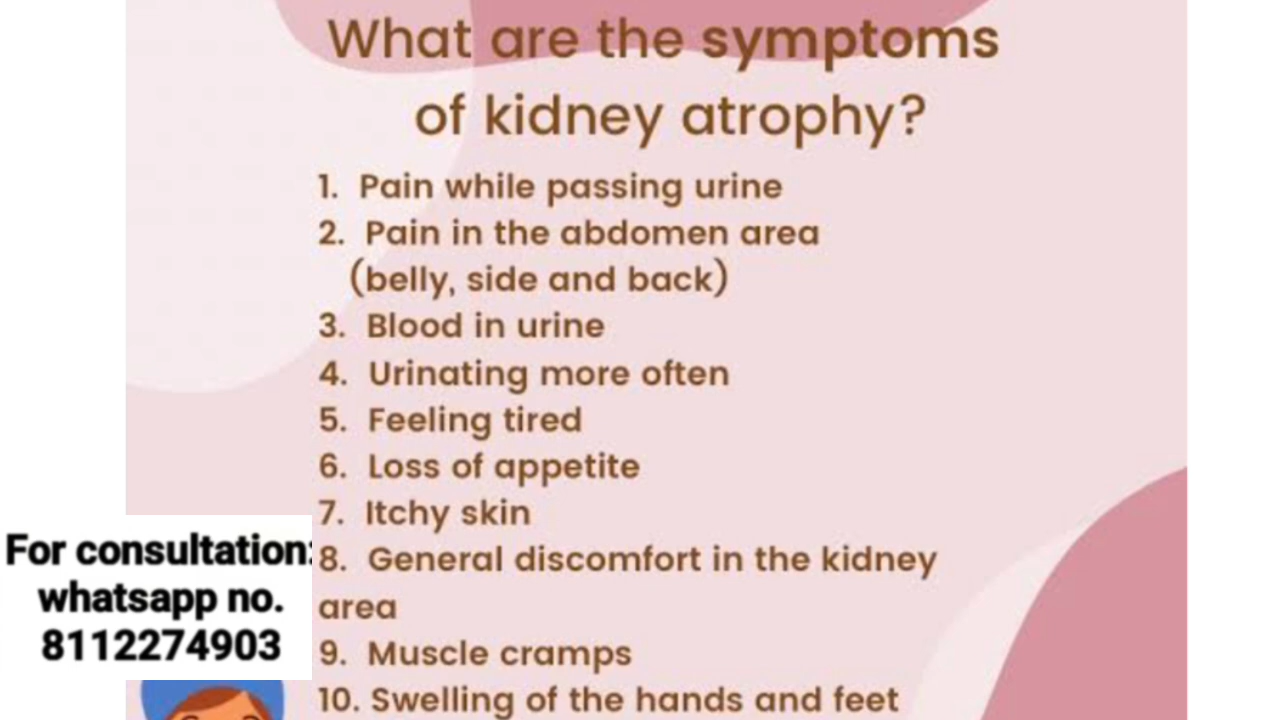 What are the symptoms
of kidney atrophy?
1. Pain while passing urine
2. Pain in the abdomen area
(belly, side and back)
3. Blood in urine
4. Urinating more often
5. Feeling tired
6. Loss of appetite
7. Itchy skin
8. General discomfort in the kidney
area
9. Muscle cramps
10. Swelling of the hands and feet
For consultation:
whatsapp no.
8112274903